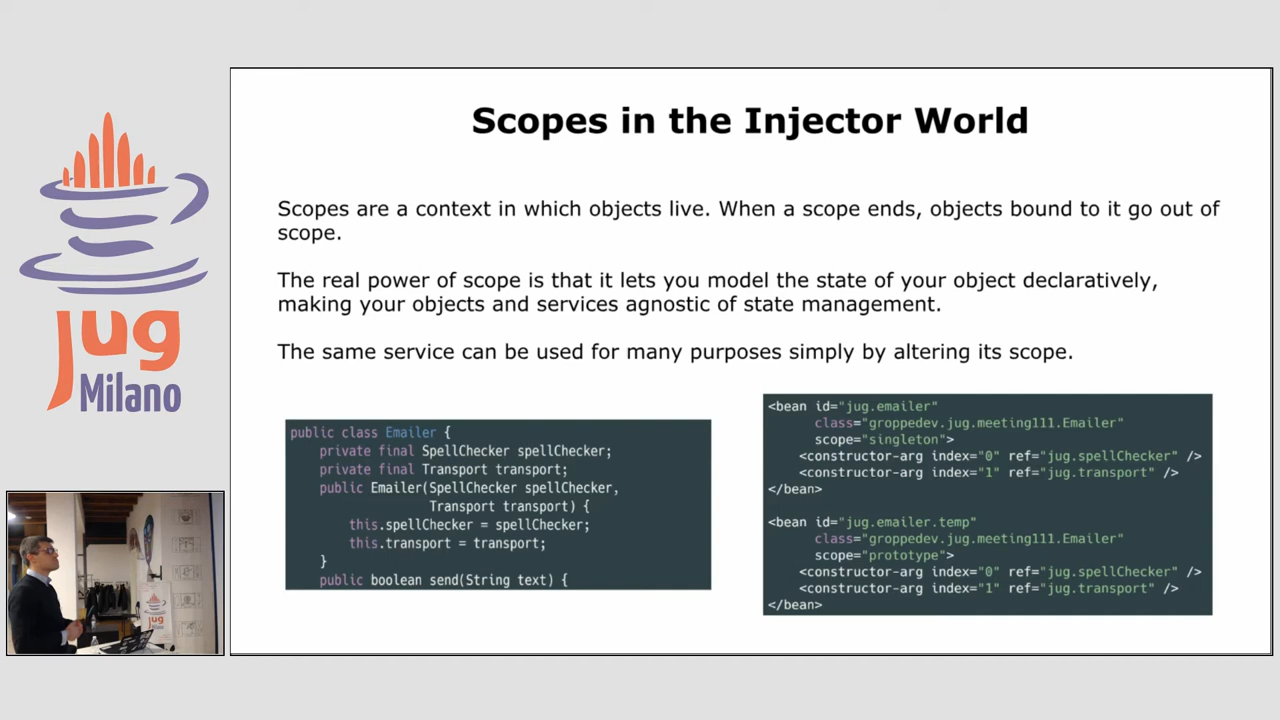 Scopes in the Injector World
Scopes are a context in which objects live. When a scope ends, objects bound to it go out of
scope.
The real power of scope is that it lets you model the state of your object declaratively,
making your objects and services agnostic of state management.
The same service can be used for many purposes simply by altering its scope.
public class Emailer {
    private final SpellChecker spellChecker;
    private final Transport transport;
    public Emailer(SpellChecker spellChecker,
                   Transport transport) {
        this.spellChecker = spellChecker;
        this.transport = transport;
    }
    public boolean send(String text) {
<bean id="jug.emailer"
      class="groppedev.jug.meeting111.Emailer"
      scope="singleton">
    <constructor-arg index="0" ref="jug.spellChecker" />
    <constructor-arg index="1" ref="jug.transport" />
</bean>
<bean id="jug.emailer.temp"
      class="groppedev.jug.meeting111.Emailer"
      scope="prototype">
    <constructor-arg index="0" ref="jug.spellChecker" />
    <constructor-arg index="1" ref="jug.transport" />
</bean>
jug
Milano
jug